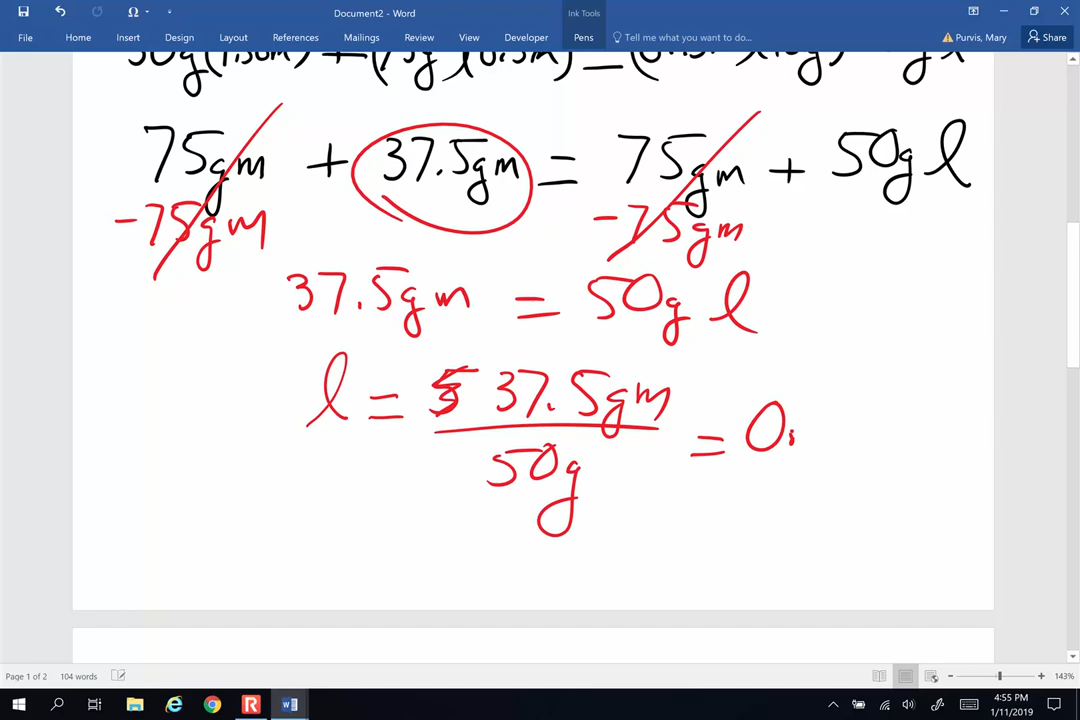 Document2 - Word
Ink Tools
File Home Insert Design Layout References Mailings Review View Developer Pens Tell me what you want to do... Purvis, Mary Share
75gm + 37.5gm = 75gm + 50g l
-75gm -75gm
37.5gm = 50g l
l = 37.5gm
50g
= 0.
Page 1 of 2 104 words 143%
4:55 PM
1/11/2019